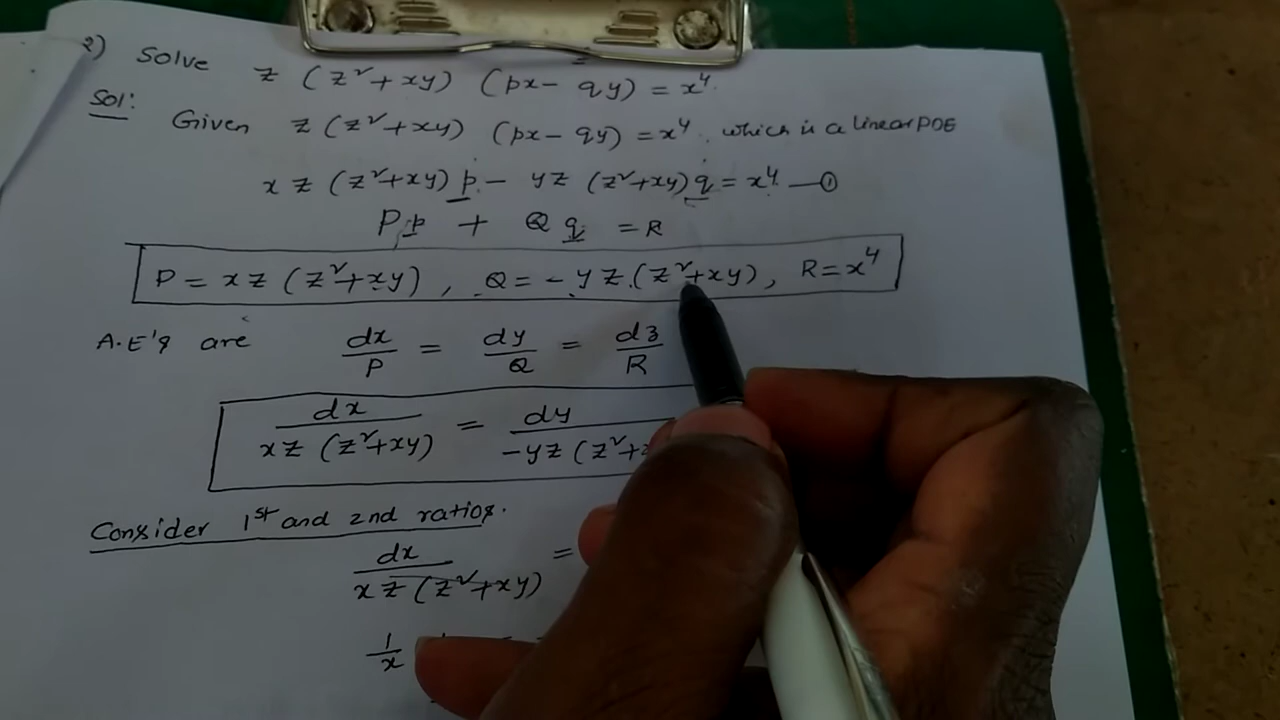 2) Solve z (z²+xy) (px-qy) = x⁴.
Sol: Given z (z²+xy) (px-qy) = x⁴. which is a linear PDE
xz (z²+xy) p - yz (z²+xy) q = x⁴ —①
Pp + Qq = R
P = xz (z²+xy), Q = -yz (z²+xy), R = x⁴
A.E's are dx/P = dy/Q = dz/R
dx/xz (z²+xy) = dy/-yz (z²+
Consider 1st and 2nd ratios.
dx/xz (z²+xy) =
1/x